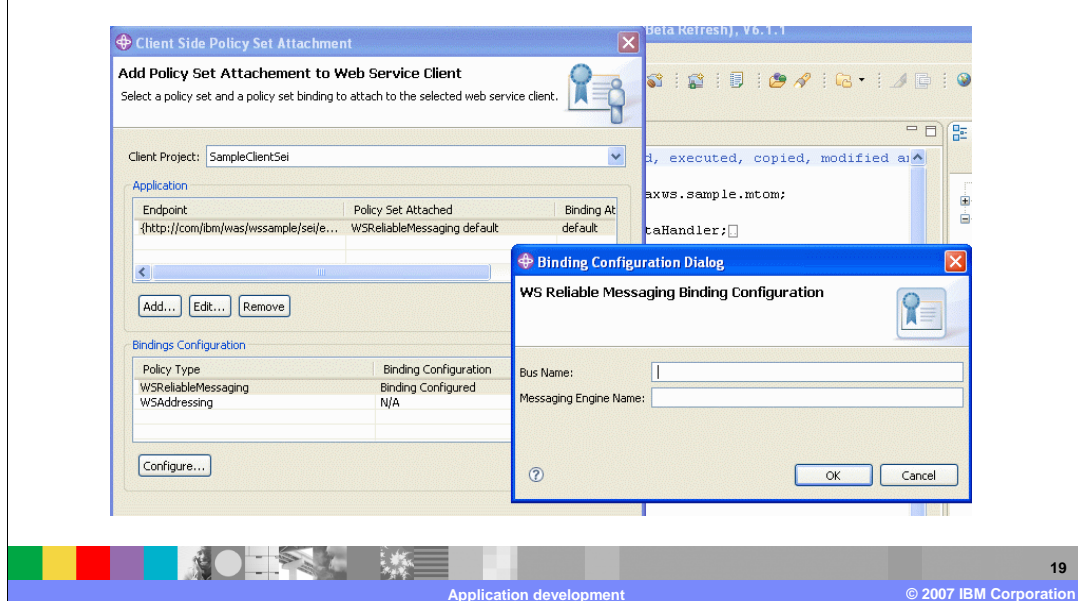 Client Side Policy Set Attachment
Beta Refresh), V6.1.1
Add Policy Set Attachement to Web Service Client
Select a policy set and a policy set binding to attach to the selected web service client.
Client Project: SampleClientSei
Application
Endpoint Policy Set Attached Binding At
{http://com/ibm/was/wssample/sei/e... WSReliableMessaging default default
Add... Edit... Remove
Bindings Configuration
Policy Type Binding Configuration
WSReliableMessaging Binding Configured
WSAddressing N/A
Configure...
d, executed, copied, modified a
axws.sample.mtom;
taHandler;
Binding Configuration Dialog
WS Reliable Messaging Binding Configuration
Bus Name:
Messaging Engine Name:
OK Cancel
19
Application development
© 2007 IBM Corporation